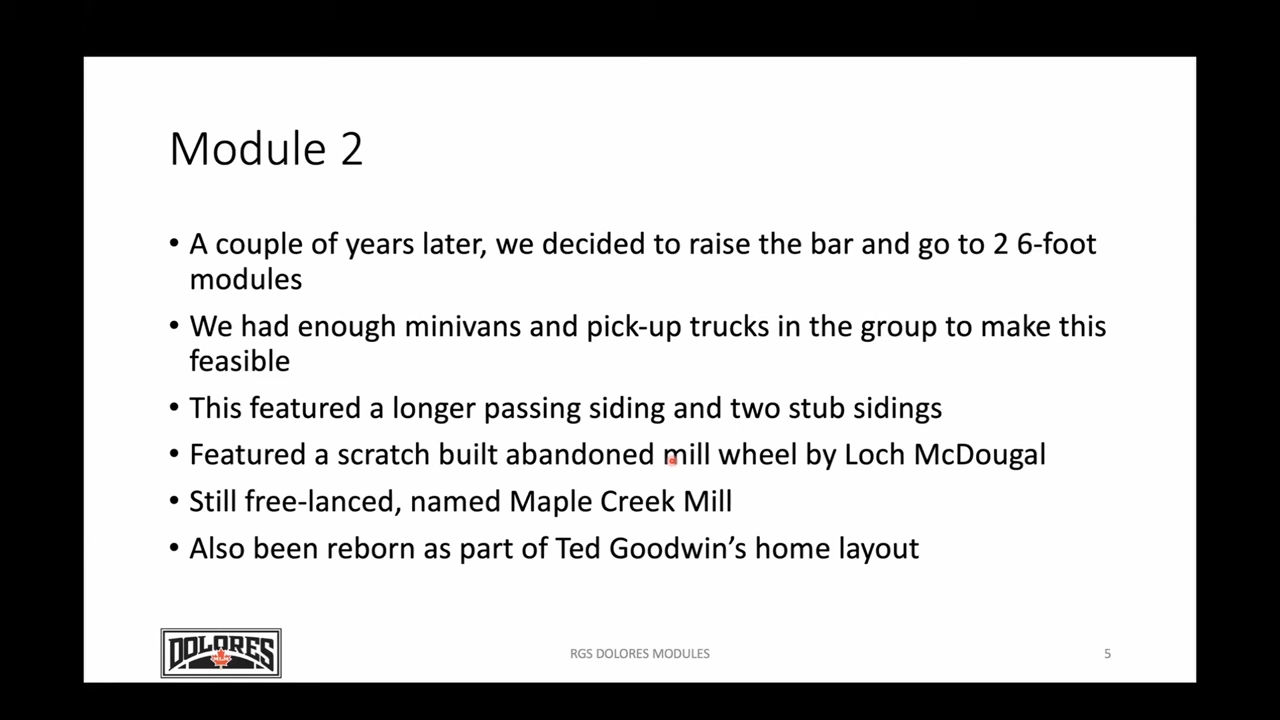 Module 2
• A couple of years later, we decided to raise the bar and go to 2 6-foot
modules
• We had enough minivans and pick-up trucks in the group to make this
feasible
• This featured a longer passing siding and two stub sidings
• Featured a scratch built abandoned mill wheel by Loch McDougal
• Still free-lanced, named Maple Creek Mill
• Also been reborn as part of Ted Goodwin’s home layout
DOLORES
RGS DOLORES MODULES
5